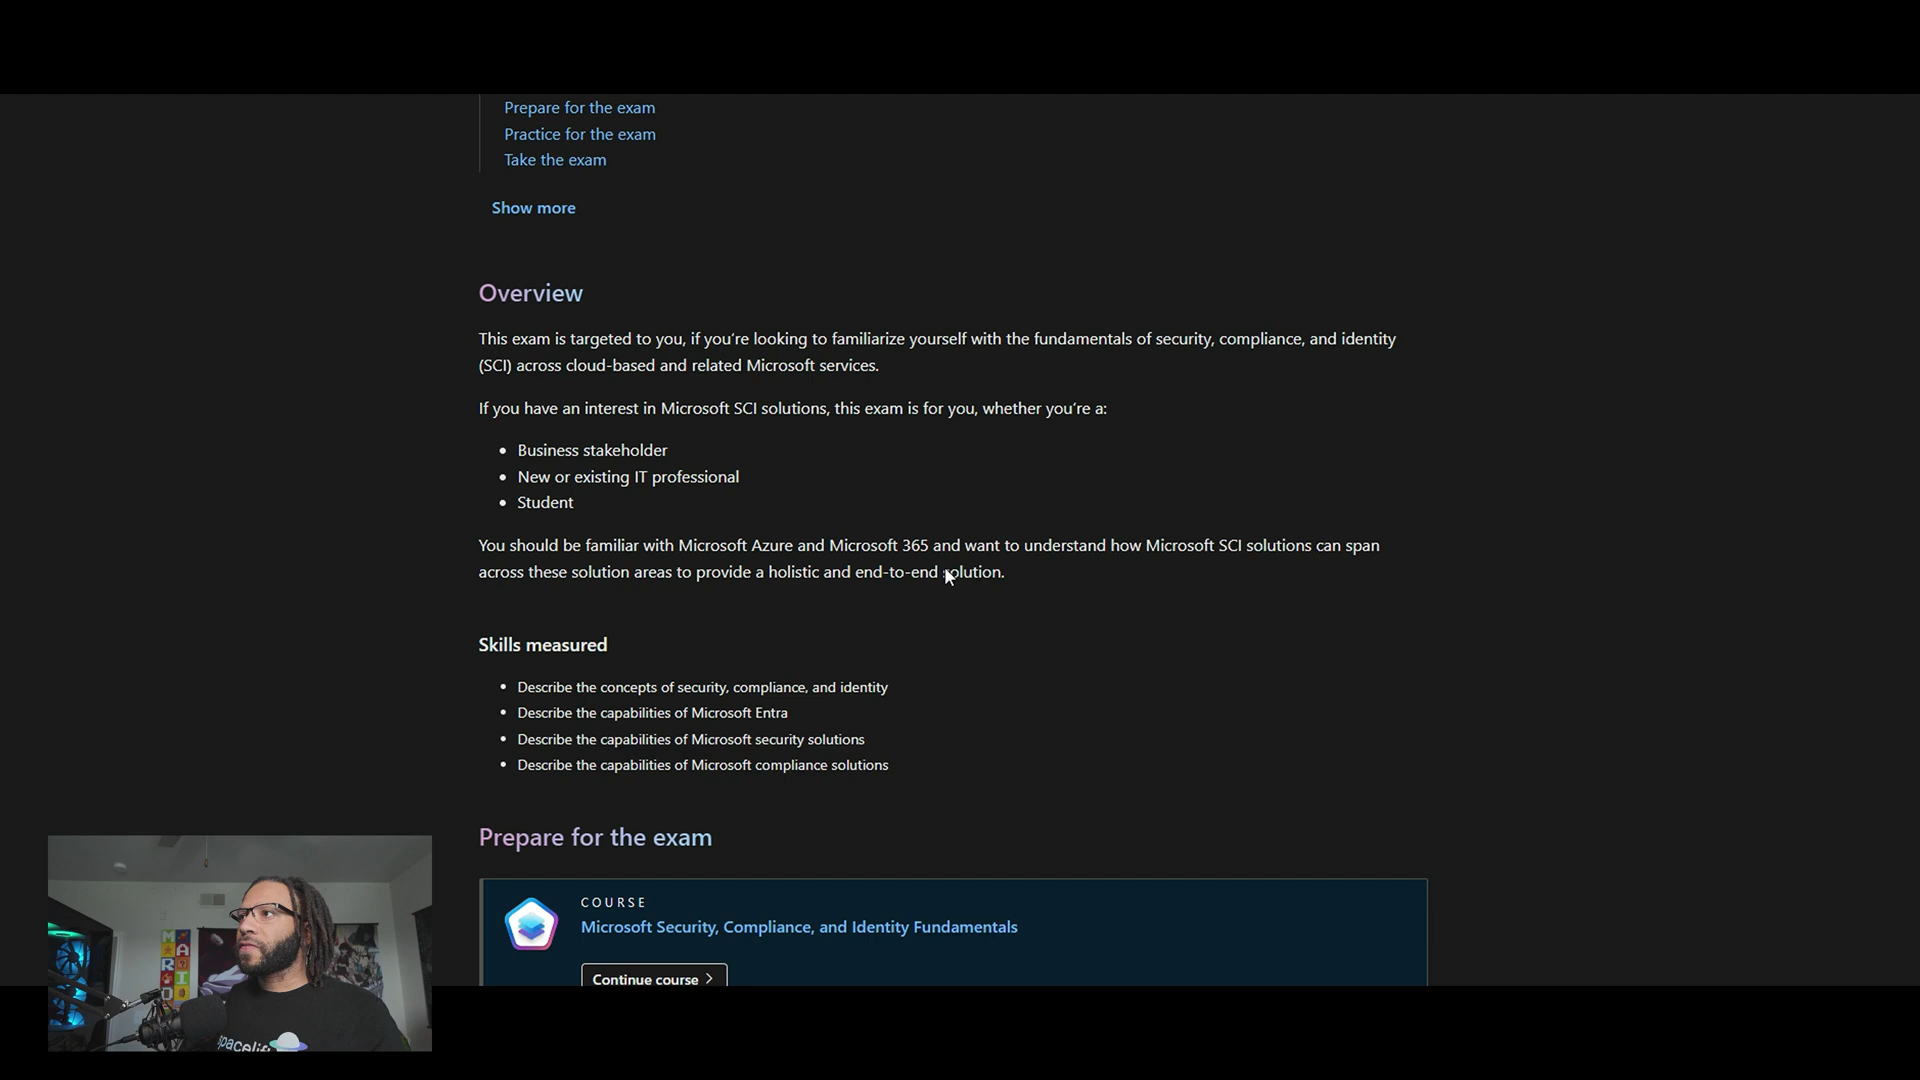 Prepare for the exam
Practice for the exam
Take the exam
Show more
Overview
This exam is targeted to you, if you're looking to familiarize yourself with the fundamentals of security, compliance, and identity
(SCI) across cloud-based and related Microsoft services.
If you have an interest in Microsoft SCI solutions, this exam is for you, whether you're a:
• Business stakeholder
• New or existing IT professional
• Student
You should be familiar with Microsoft Azure and Microsoft 365 and want to understand how Microsoft SCI solutions can span
across these solution areas to provide a holistic and end-to-end solution.
Skills measured
• Describe the concepts of security, compliance, and identity
• Describe the capabilities of Microsoft Entra
• Describe the capabilities of Microsoft security solutions
• Describe the capabilities of Microsoft compliance solutions
Prepare for the exam
COURSE
Microsoft Security, Compliance, and Identity Fundamentals
Continue course >
MARIO